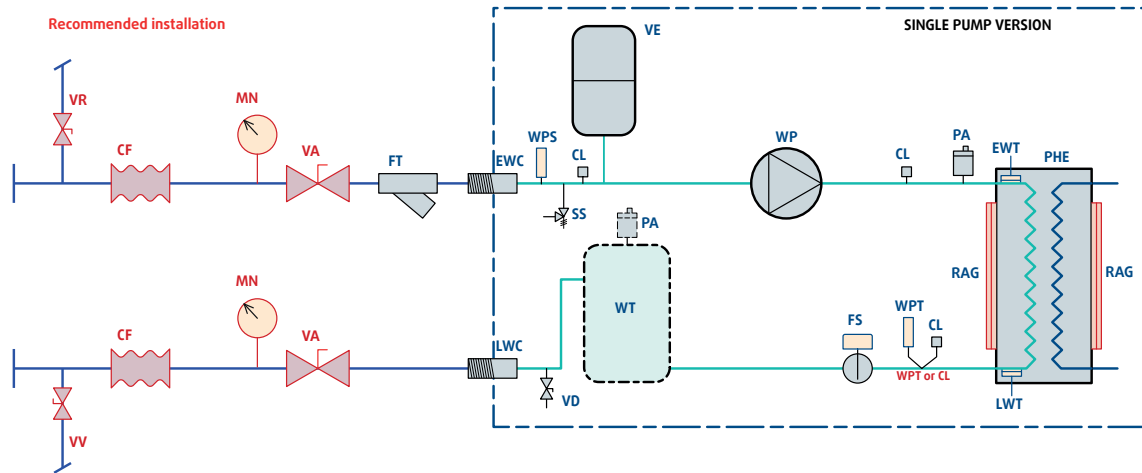 Recommended installation
SINGLE PUMP VERSION
VE
VR
MN
WPS
WP
PA
CF
VA
FT
EWC
CL
CL
EWT
PHE
SS
PA
MN
RAG
RAG
WT
CF
VA
LWC
FS
WPT
CL
WPT or CL
VD
LWT
VV